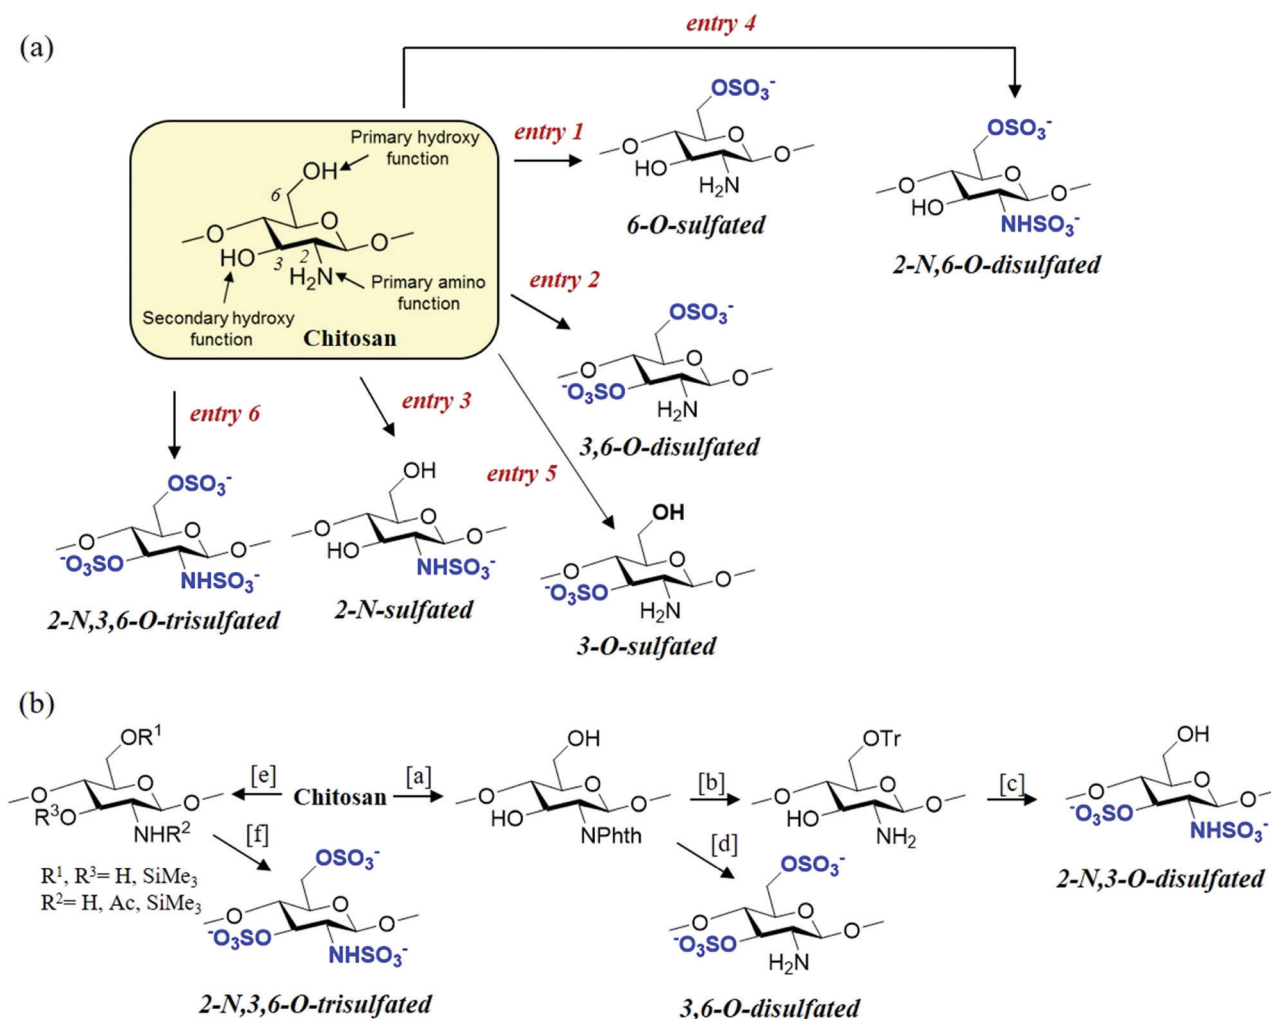 (a)
entry 4
OSO₃⁻
entry 1
O
O
O
HO
H₂N
6-O-sulfated
OSO₃⁻
O
O
O
HO
NHSO₃⁻
2-N,6-O-disulfated
Primary hydroxy
function
OH
6
O
O
O
HO
3
2
H₂N
Primary amino
function
Secondary hydroxy
function
Chitosan
entry 2
OSO₃⁻
O
O
O
⁻O₃SO
H₂N
3,6-O-disulfated
entry 6
entry 3
entry 5
OSO₃⁻
O
O
O
⁻O₃SO
NHSO₃⁻
2-N,3,6-O-trisulfated
OH
O
O
O
HO
NHSO₃⁻
2-N-sulfated
OH
O
O
O
⁻O₃SO
H₂N
3-O-sulfated
(b)
OR¹
O
O
O
R³O
NHR²
R¹, R³= H, SiMe₃
R²= H, Ac, SiMe₃
[e]
Chitosan
[a]
OH
O
O
O
HO
NPhth
[b]
OTr
O
O
O
HO
NH₂
[c]
OH
O
O
O
⁻O₃SO
NHSO₃⁻
2-N,3-O-disulfated
[f]
OSO₃⁻
O
O
O
⁻O₃SO
NHSO₃⁻
2-N,3,6-O-trisulfated
[d]
OSO₃⁻
O
O
O
⁻O₃SO
H₂N
3,6-O-disulfated